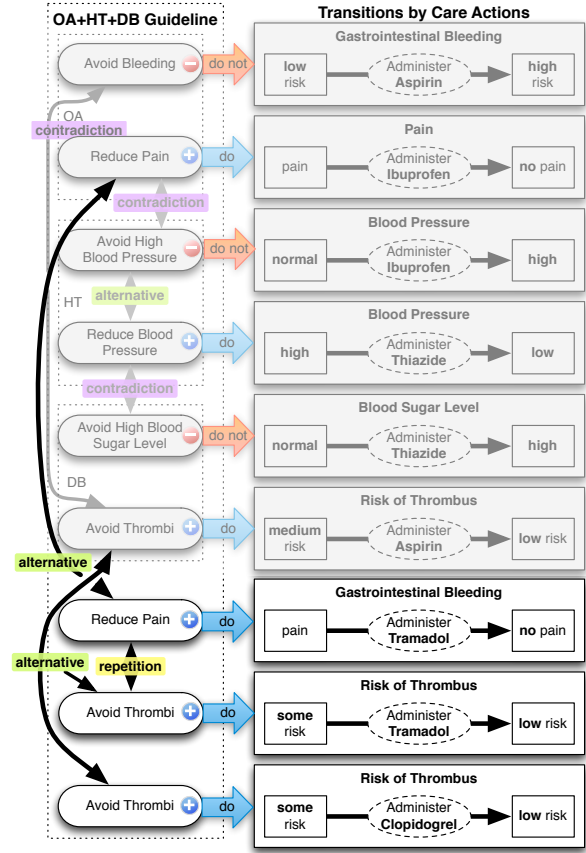 OA+HT+DB Guideline
Transitions by Care Actions
Avoid Bleeding
do not
Gastrointestinal Bleeding
low
risk
Administer
Aspirin
high
risk
OA
contradiction
Reduce Pain
do
Pain
pain
Administer
Ibuprofen
no pain
contradiction
Avoid High
Blood Pressure
do not
Blood Pressure
normal
Administer
Ibuprofen
high
alternative
HT
Reduce Blood
Pressure
do
Blood Pressure
high
Administer
Thiazide
low
contradiction
Avoid High Blood
Sugar Level
do not
Blood Sugar Level
normal
Administer
Thiazide
high
DB
Avoid Thrombi
do
Risk of Thrombus
medium
risk
Administer
Aspirin
low risk
alternative
Reduce Pain
do
Gastrointestinal Bleeding
pain
Administer
Tramadol
no pain
alternative
repetition
Avoid Thrombi
do
Risk of Thrombus
some
risk
Administer
Tramadol
low risk
Avoid Thrombi
do
Risk of Thrombus
some
risk
Administer
Clopidogrel
low risk